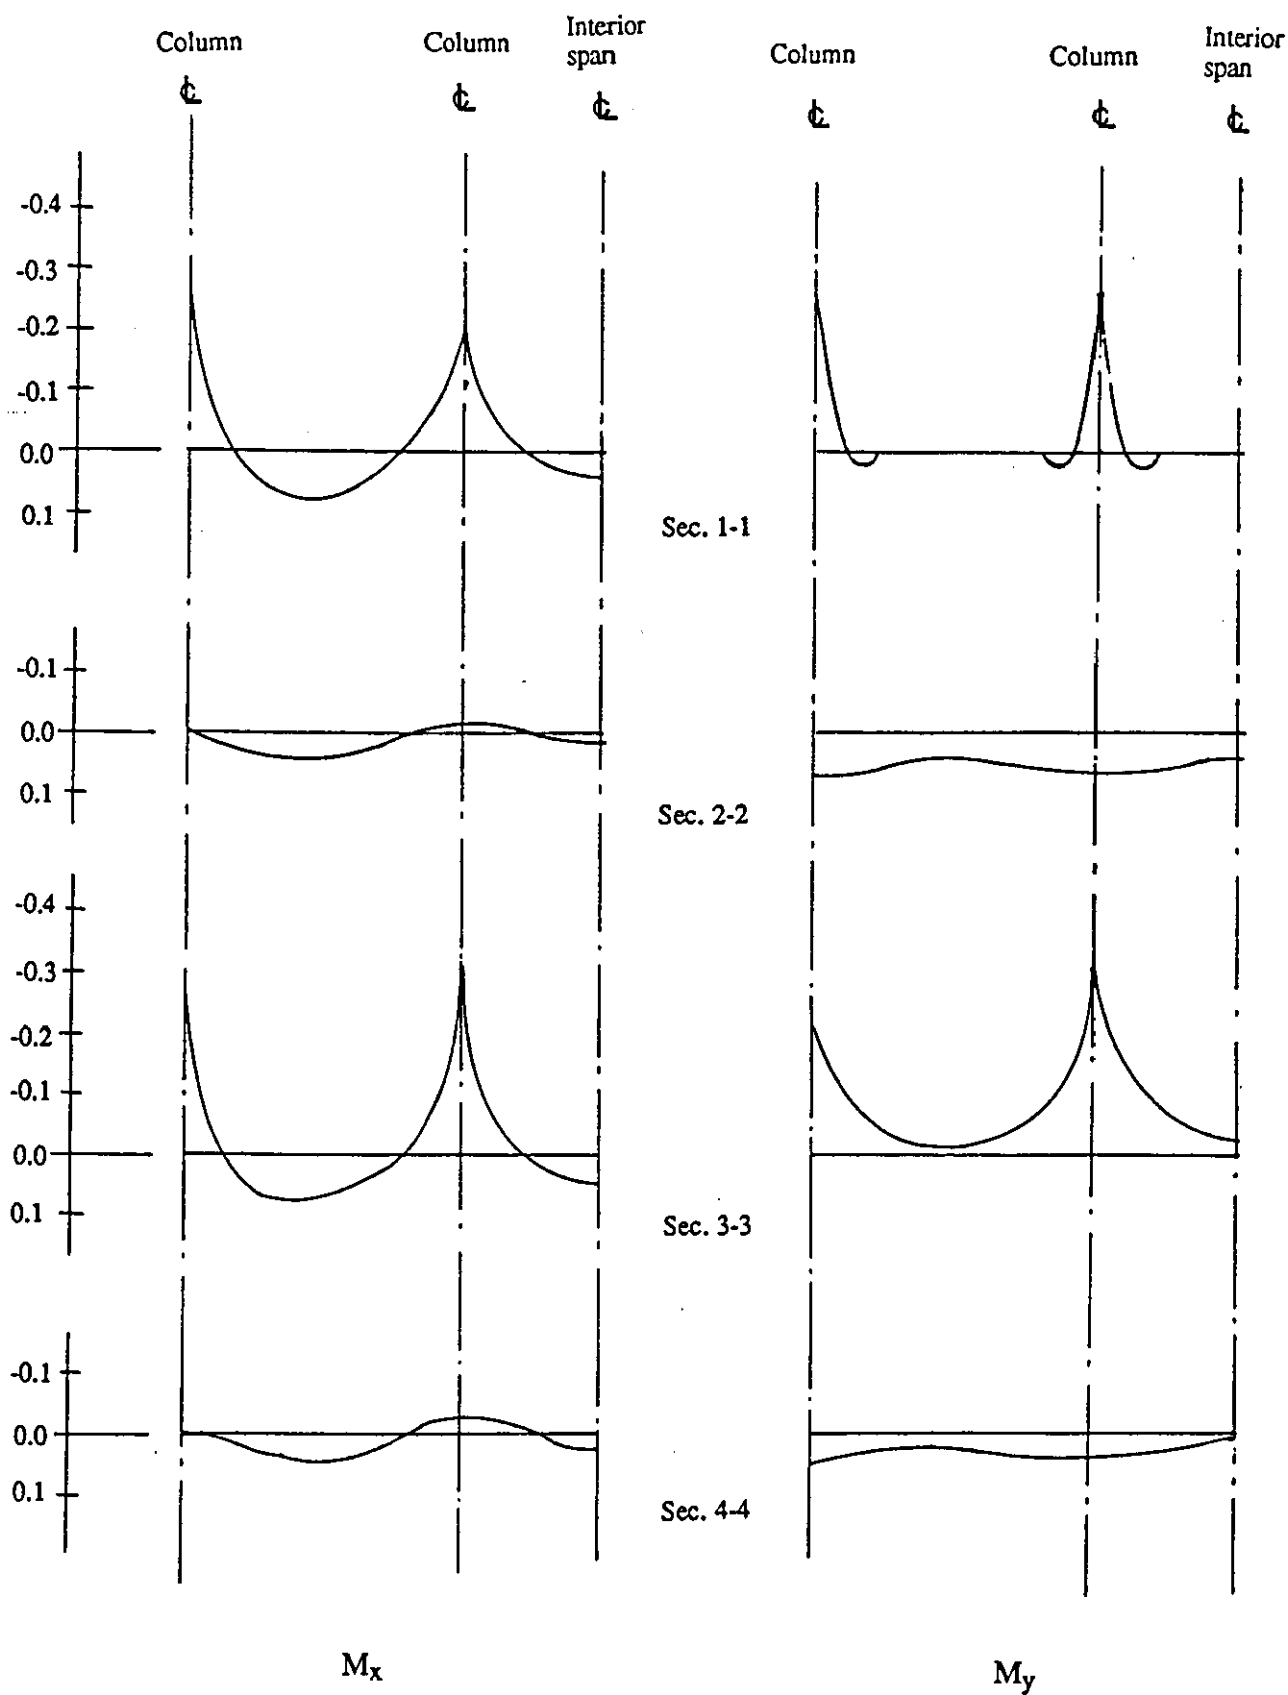 Column
Column
Interior
span
Column
Column
Interior
span
℄
℄
℄
℄
℄
℄
-0.4
-0.3
-0.2
-0.1
0.0
0.1
Sec. 1-1
-0.1
0.0
0.1
Sec. 2-2
-0.4
-0.3
-0.2
-0.1
0.0
0.1
Sec. 3-3
-0.1
0.0
0.1
Sec. 4-4
Mx
My